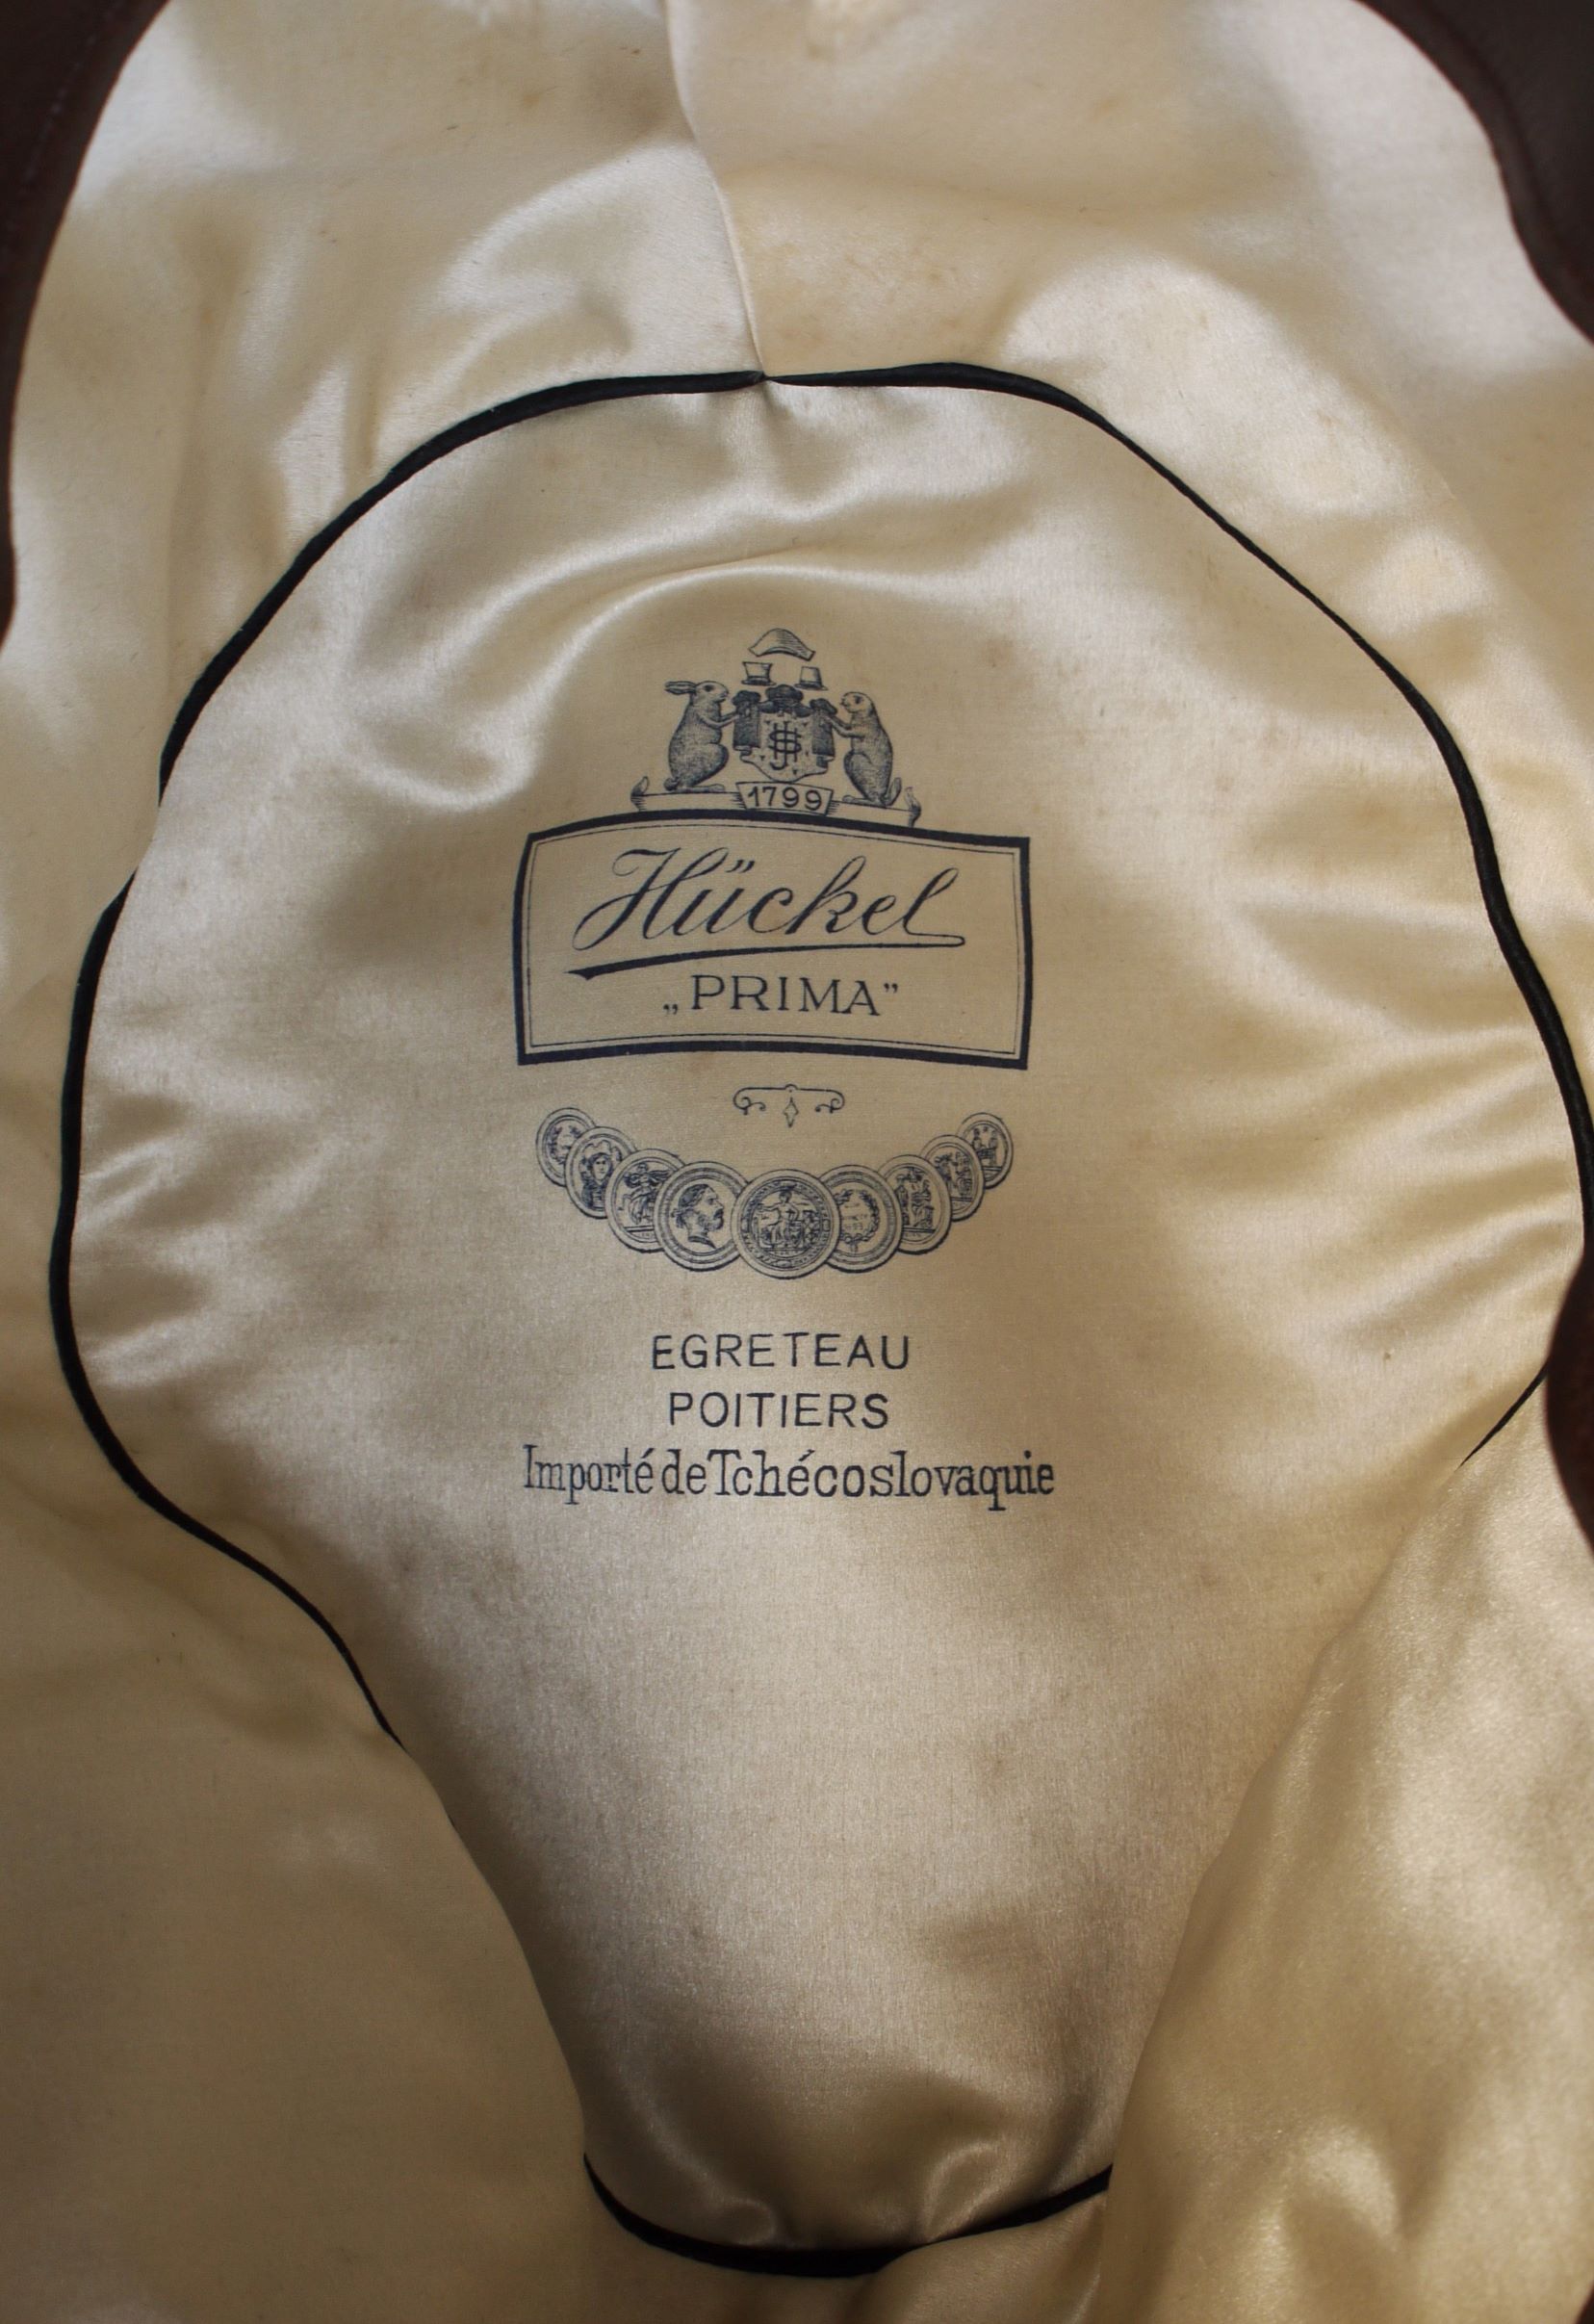 1799
Hückel
„PRIMA”
EGRETEAU
POITIERS
Importé de Tchécoslovaquie